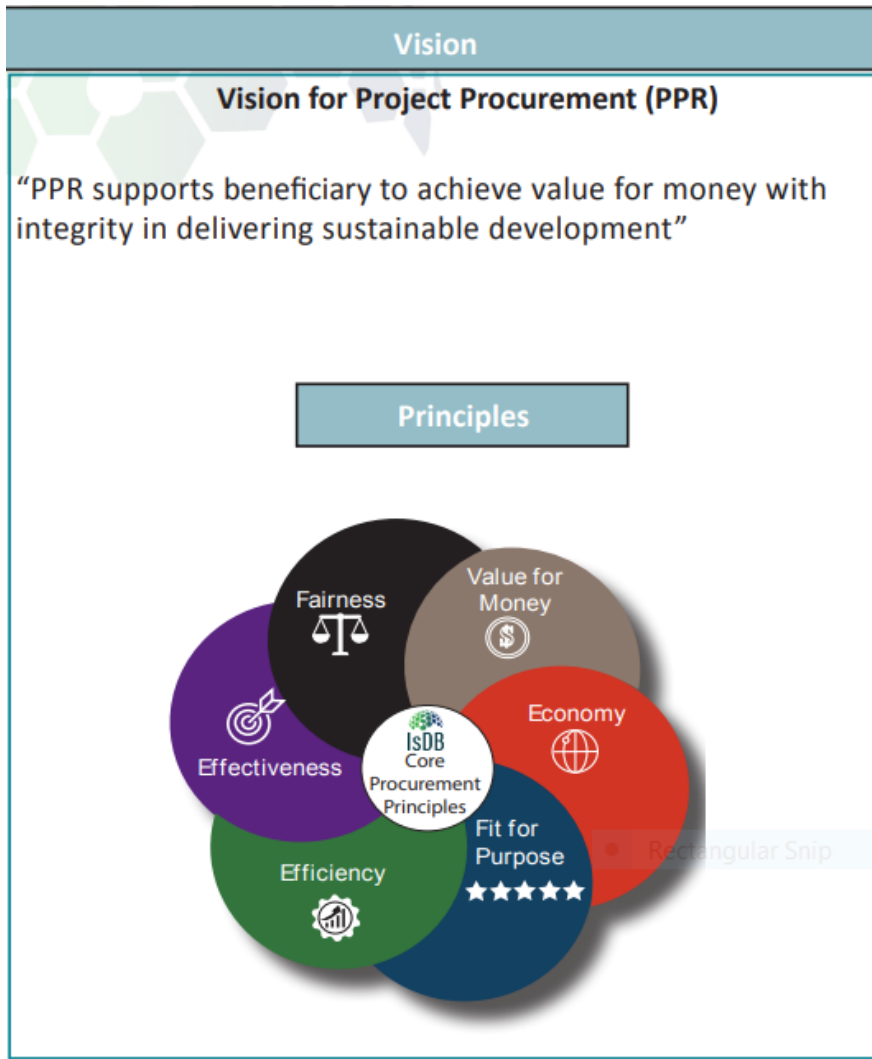 Vision
Vision for Project Procurement (PPR)
“PPR supports beneficiary to achieve value for money with
integrity in delivering sustainable development”
Principles
Fairness
Value for
Money
$
Economy
Effectiveness
IsDB
Core
Procurement
Principles
Fit for
Purpose
Efficiency
Rectangular Snip